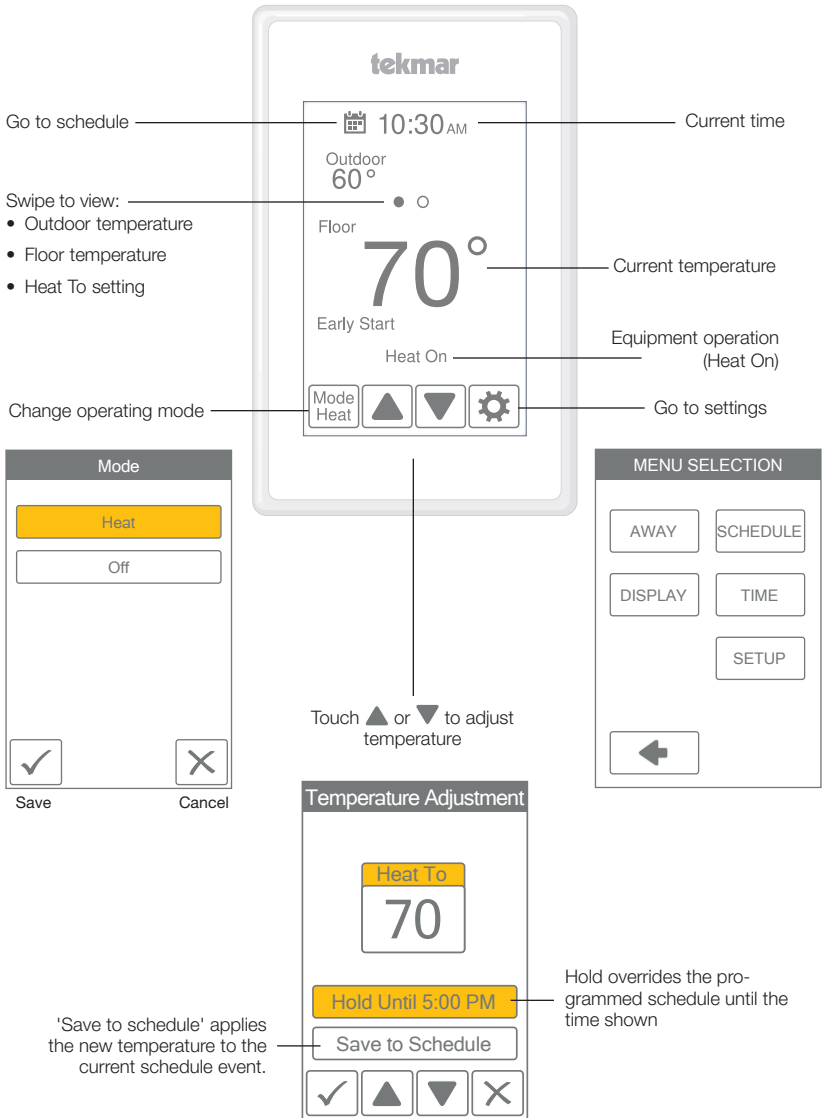 tekmar
Go to schedule
10:30 AM
Current time
Outdoor
60°
Swipe to view:
• Outdoor temperature
• Floor temperature
• Heat To setting
Floor
70°
Current temperature
Early Start
Heat On
Equipment operation
(Heat On)
Change operating mode
Mode
Heat
Go to settings
Mode
Heat
Off
Save
Cancel
MENU SELECTION
AWAY
SCHEDULE
DISPLAY
TIME
SETUP
Touch ▲ or ▼ to adjust
temperature
Temperature Adjustment
Heat To
70
Hold Until 5:00 PM
Hold overrides the pro-
grammed schedule until the
time shown
'Save to schedule' applies
the new temperature to the
current schedule event.
Save to Schedule